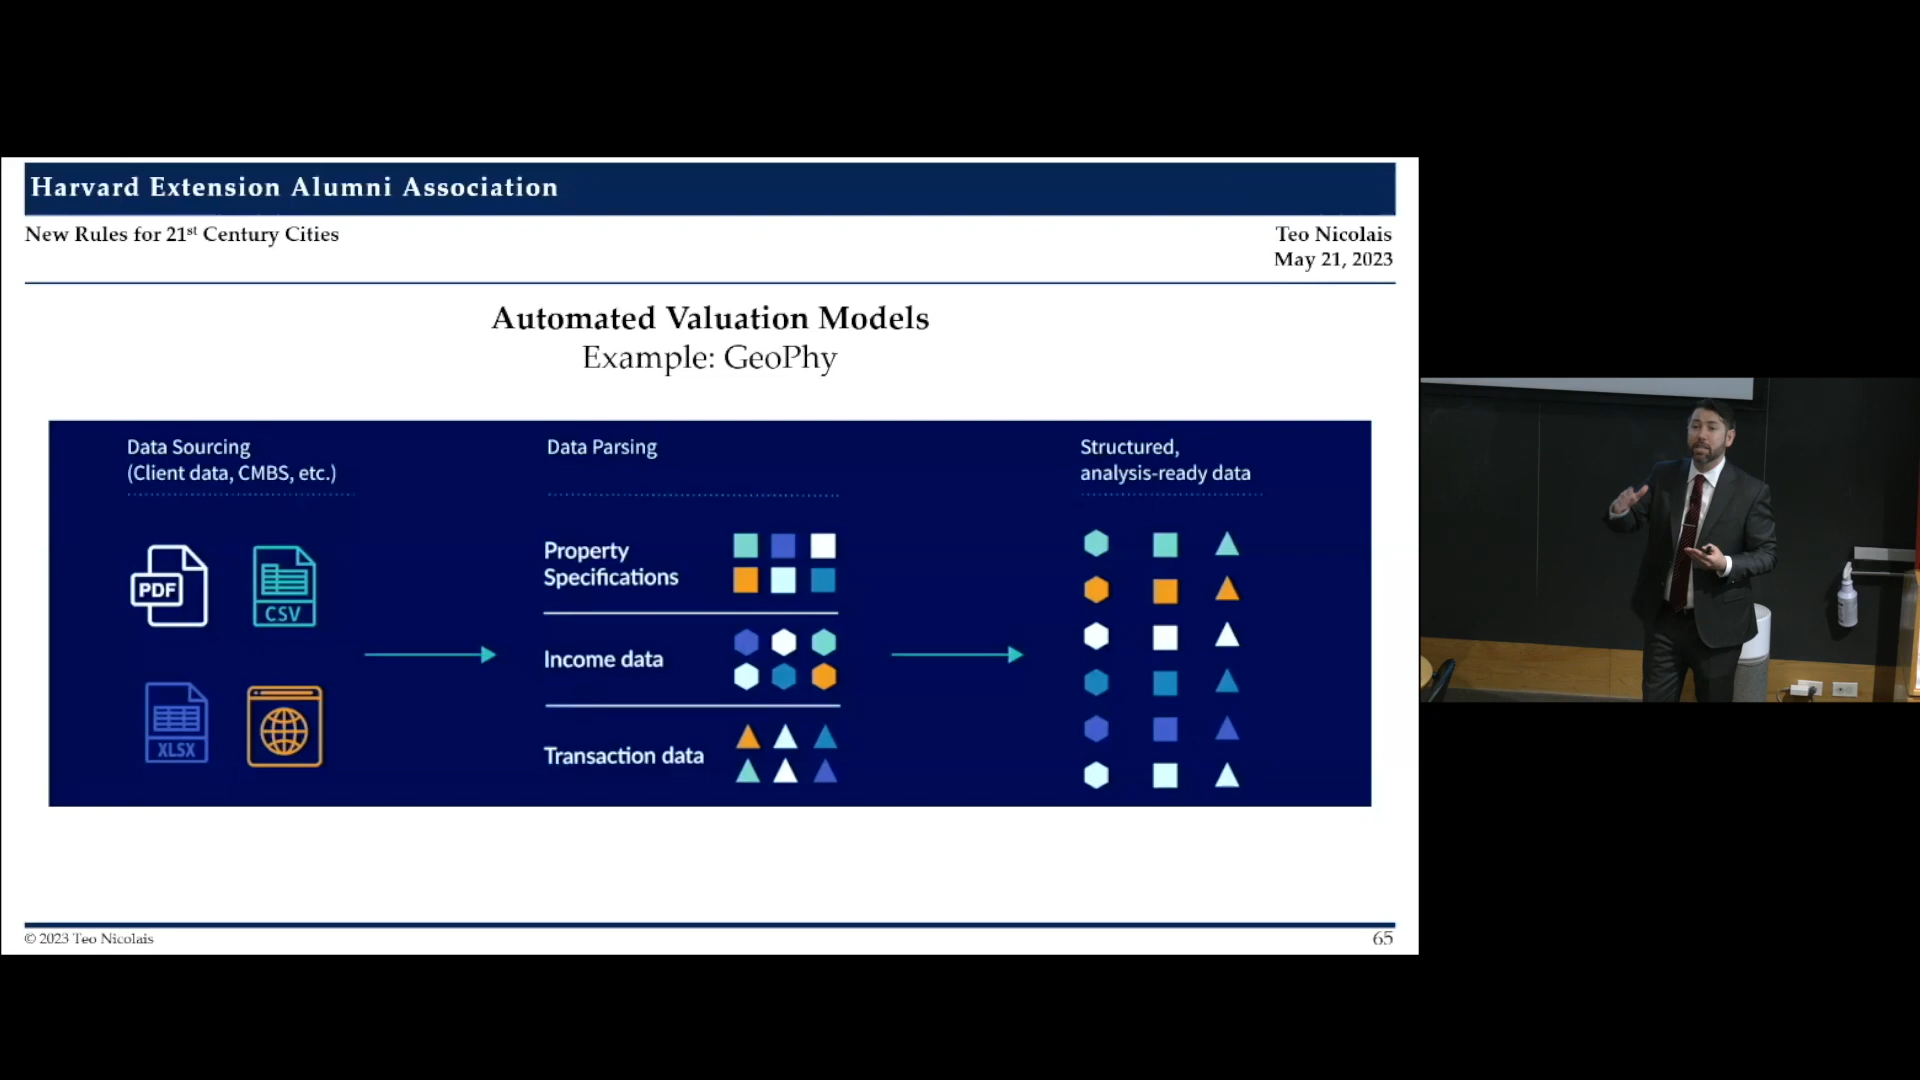 Harvard Extension Alumni Association
New Rules for 21st Century Cities
Teo Nicolais
May 21, 2023
Automated Valuation Models
Example: GeoPhy
Data Sourcing
(Client data, CMBS, etc.)
PDF
CSV
XLSX
Data Parsing
Property
Specifications
Income data
Transaction data
Structured,
analysis-ready data
© 2023 Teo Nicolais
65